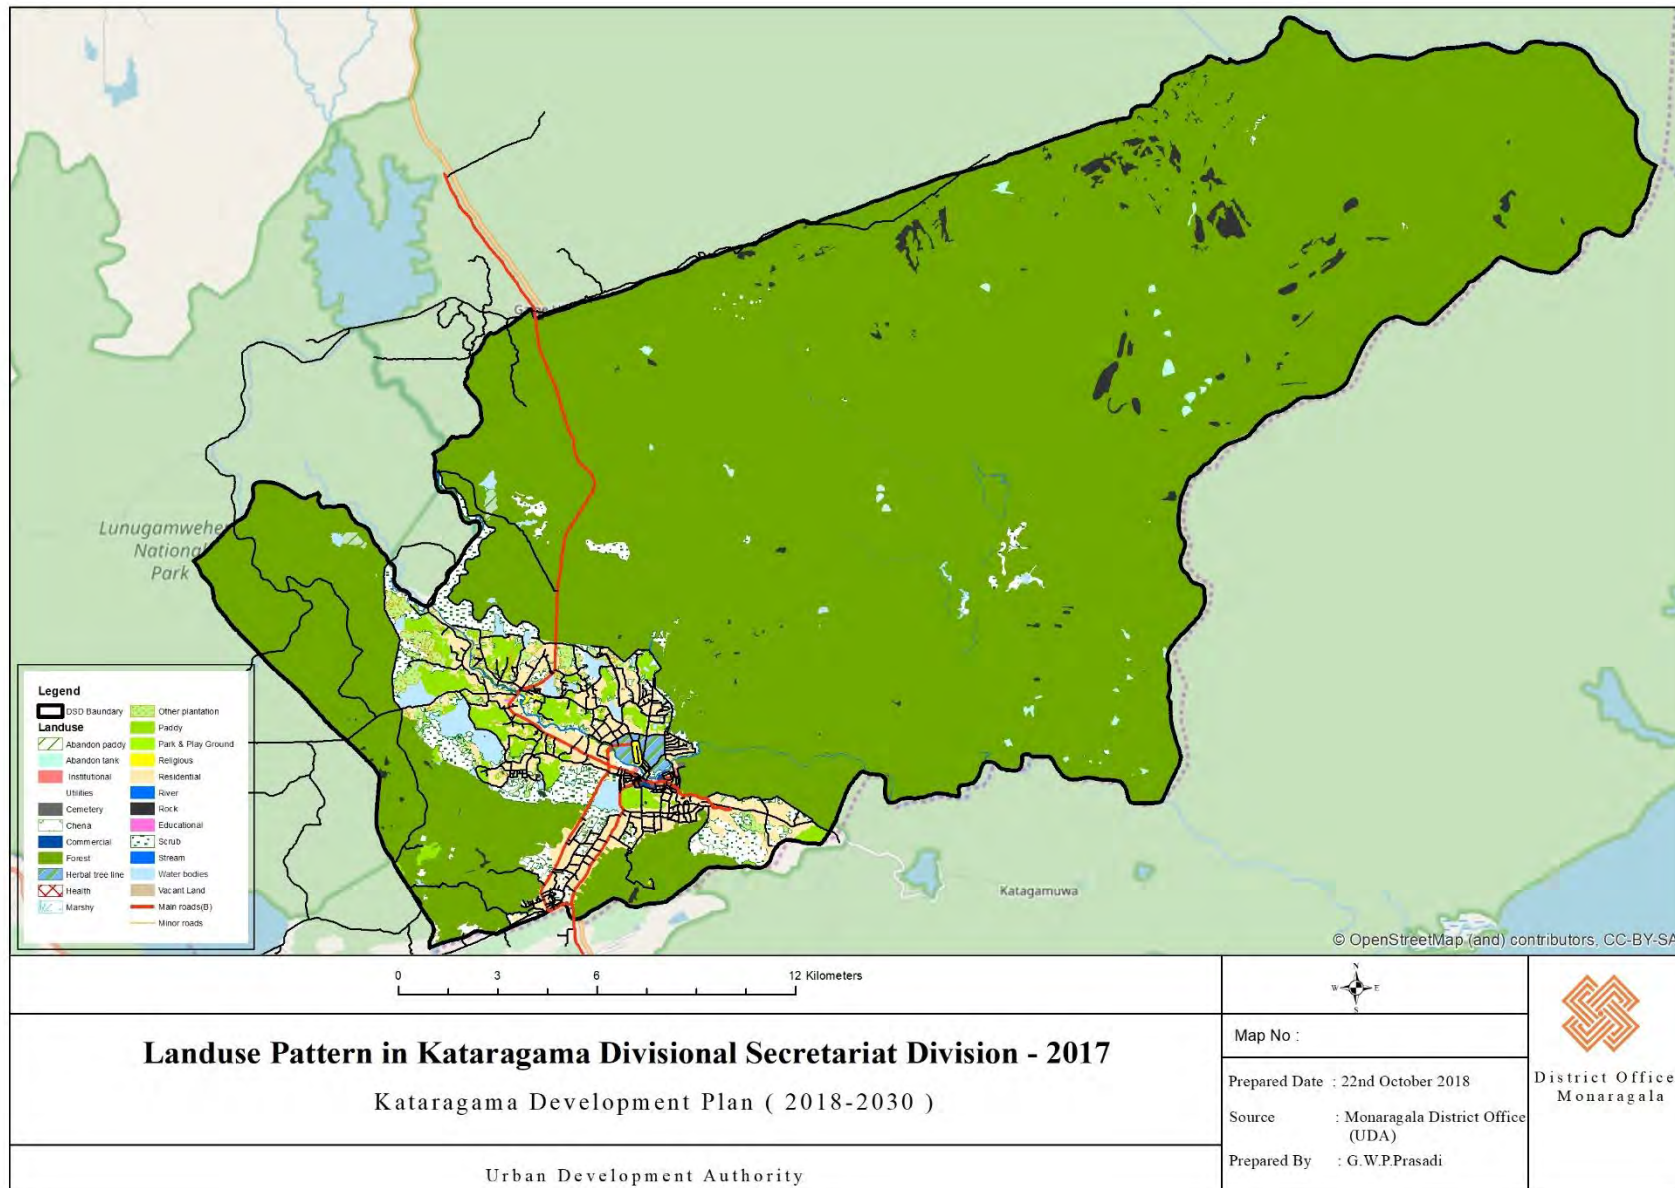 Lunugamweher
National
Park
Katagamuwa
© OpenStreetMap (and) contributors, CC-BY-SA
Legend
DSD Baundary
Landuse
Abandon paddy
Abandon tank
Institutional
Utilities
Cemetery
Chena
Commercial
Forest
Herbal tree line
Health
Marshy
Other plantation
Paddy
Park & Play Ground
Religious
Residential
River
Rock
Educational
Scrub
Stream
Water bodies
Vacant Land
Main roads(B)
Minor roads
0 3 6 12 Kilometers
N
W E
S
Landuse Pattern in Kataragama Divisional Secretariat Division - 2017
Kataragama Development Plan ( 2018-2030 )
Urban Development Authority
Map No :
Prepared Date : 22nd October 2018
Source : Monaragala District Office
(UDA)
Prepared By : G.W.P.Prasadi
District Office
Monaragala